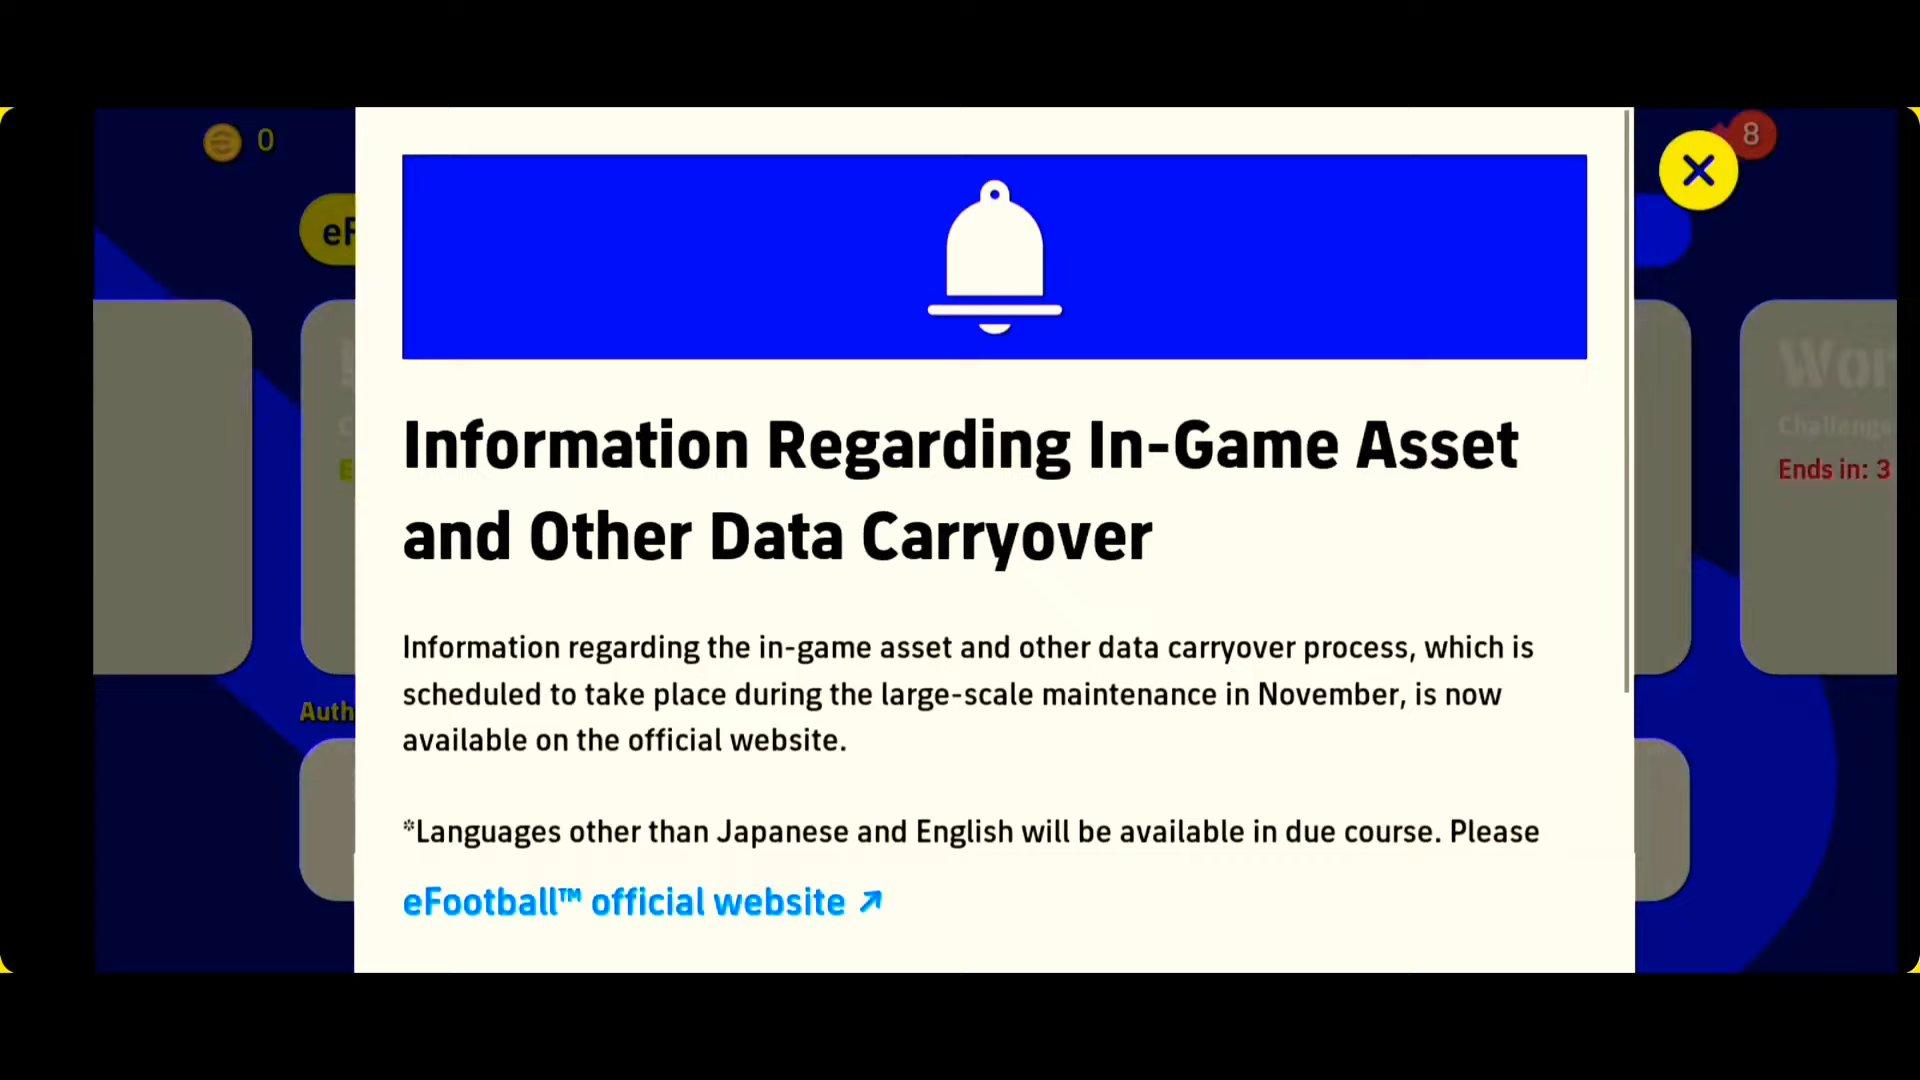 0
8
eF
Information Regarding In-Game Asset
and Other Data Carryover
Wor
Challenge
Ends in: 3
Information regarding the in-game asset and other data carryover process, which is
scheduled to take place during the large-scale maintenance in November, is now
available on the official website.
Auth
*Languages other than Japanese and English will be available in due course. Please
eFootball™ official website